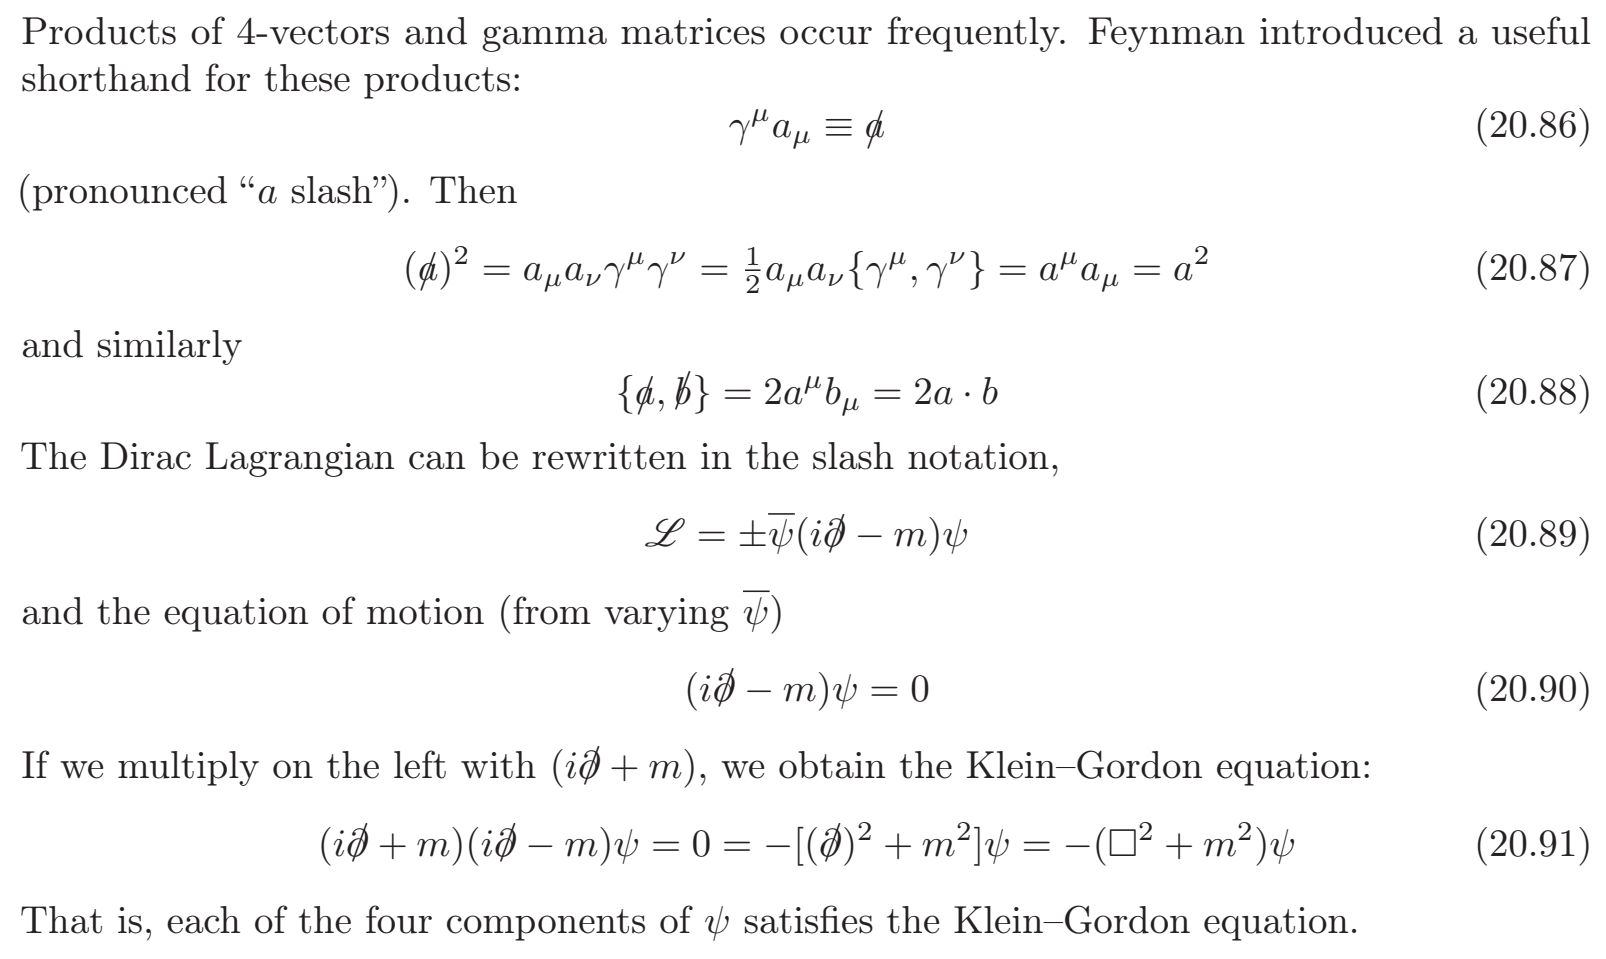 Products of 4-vectors and gamma matrices occur frequently. Feynman introduced a useful
shorthand for these products:
$\gamma^\mu a_\mu \equiv \not{a}$ (20.86)
(pronounced “a slash”). Then
$(\not{a})^2 = a_\mu a_\nu \gamma^\mu \gamma^\nu = \frac{1}{2} a_\mu a_\nu \{\gamma^\mu, \gamma^\nu\} = a^\mu a_\mu = a^2$ (20.87)
and similarly
$\{\not{a}, \not{b}\} = 2a^\mu b_\mu = 2a \cdot b$ (20.88)
The Dirac Lagrangian can be rewritten in the slash notation,
$\mathscr{L} = \pm\overline{\psi}(i\not{\partial} - m)\psi$ (20.89)
and the equation of motion (from varying $\overline{\psi}$)
$(i\not{\partial} - m)\psi = 0$ (20.90)
If we multiply on the left with $(i\not{\partial} + m)$, we obtain the Klein–Gordon equation:
$(i\not{\partial} + m)(i\not{\partial} - m)\psi = 0 = -[(\not{\partial})^2 + m^2]\psi = -(\Box^2 + m^2)\psi$ (20.91)
That is, each of the four components of $\psi$ satisfies the Klein–Gordon equation.